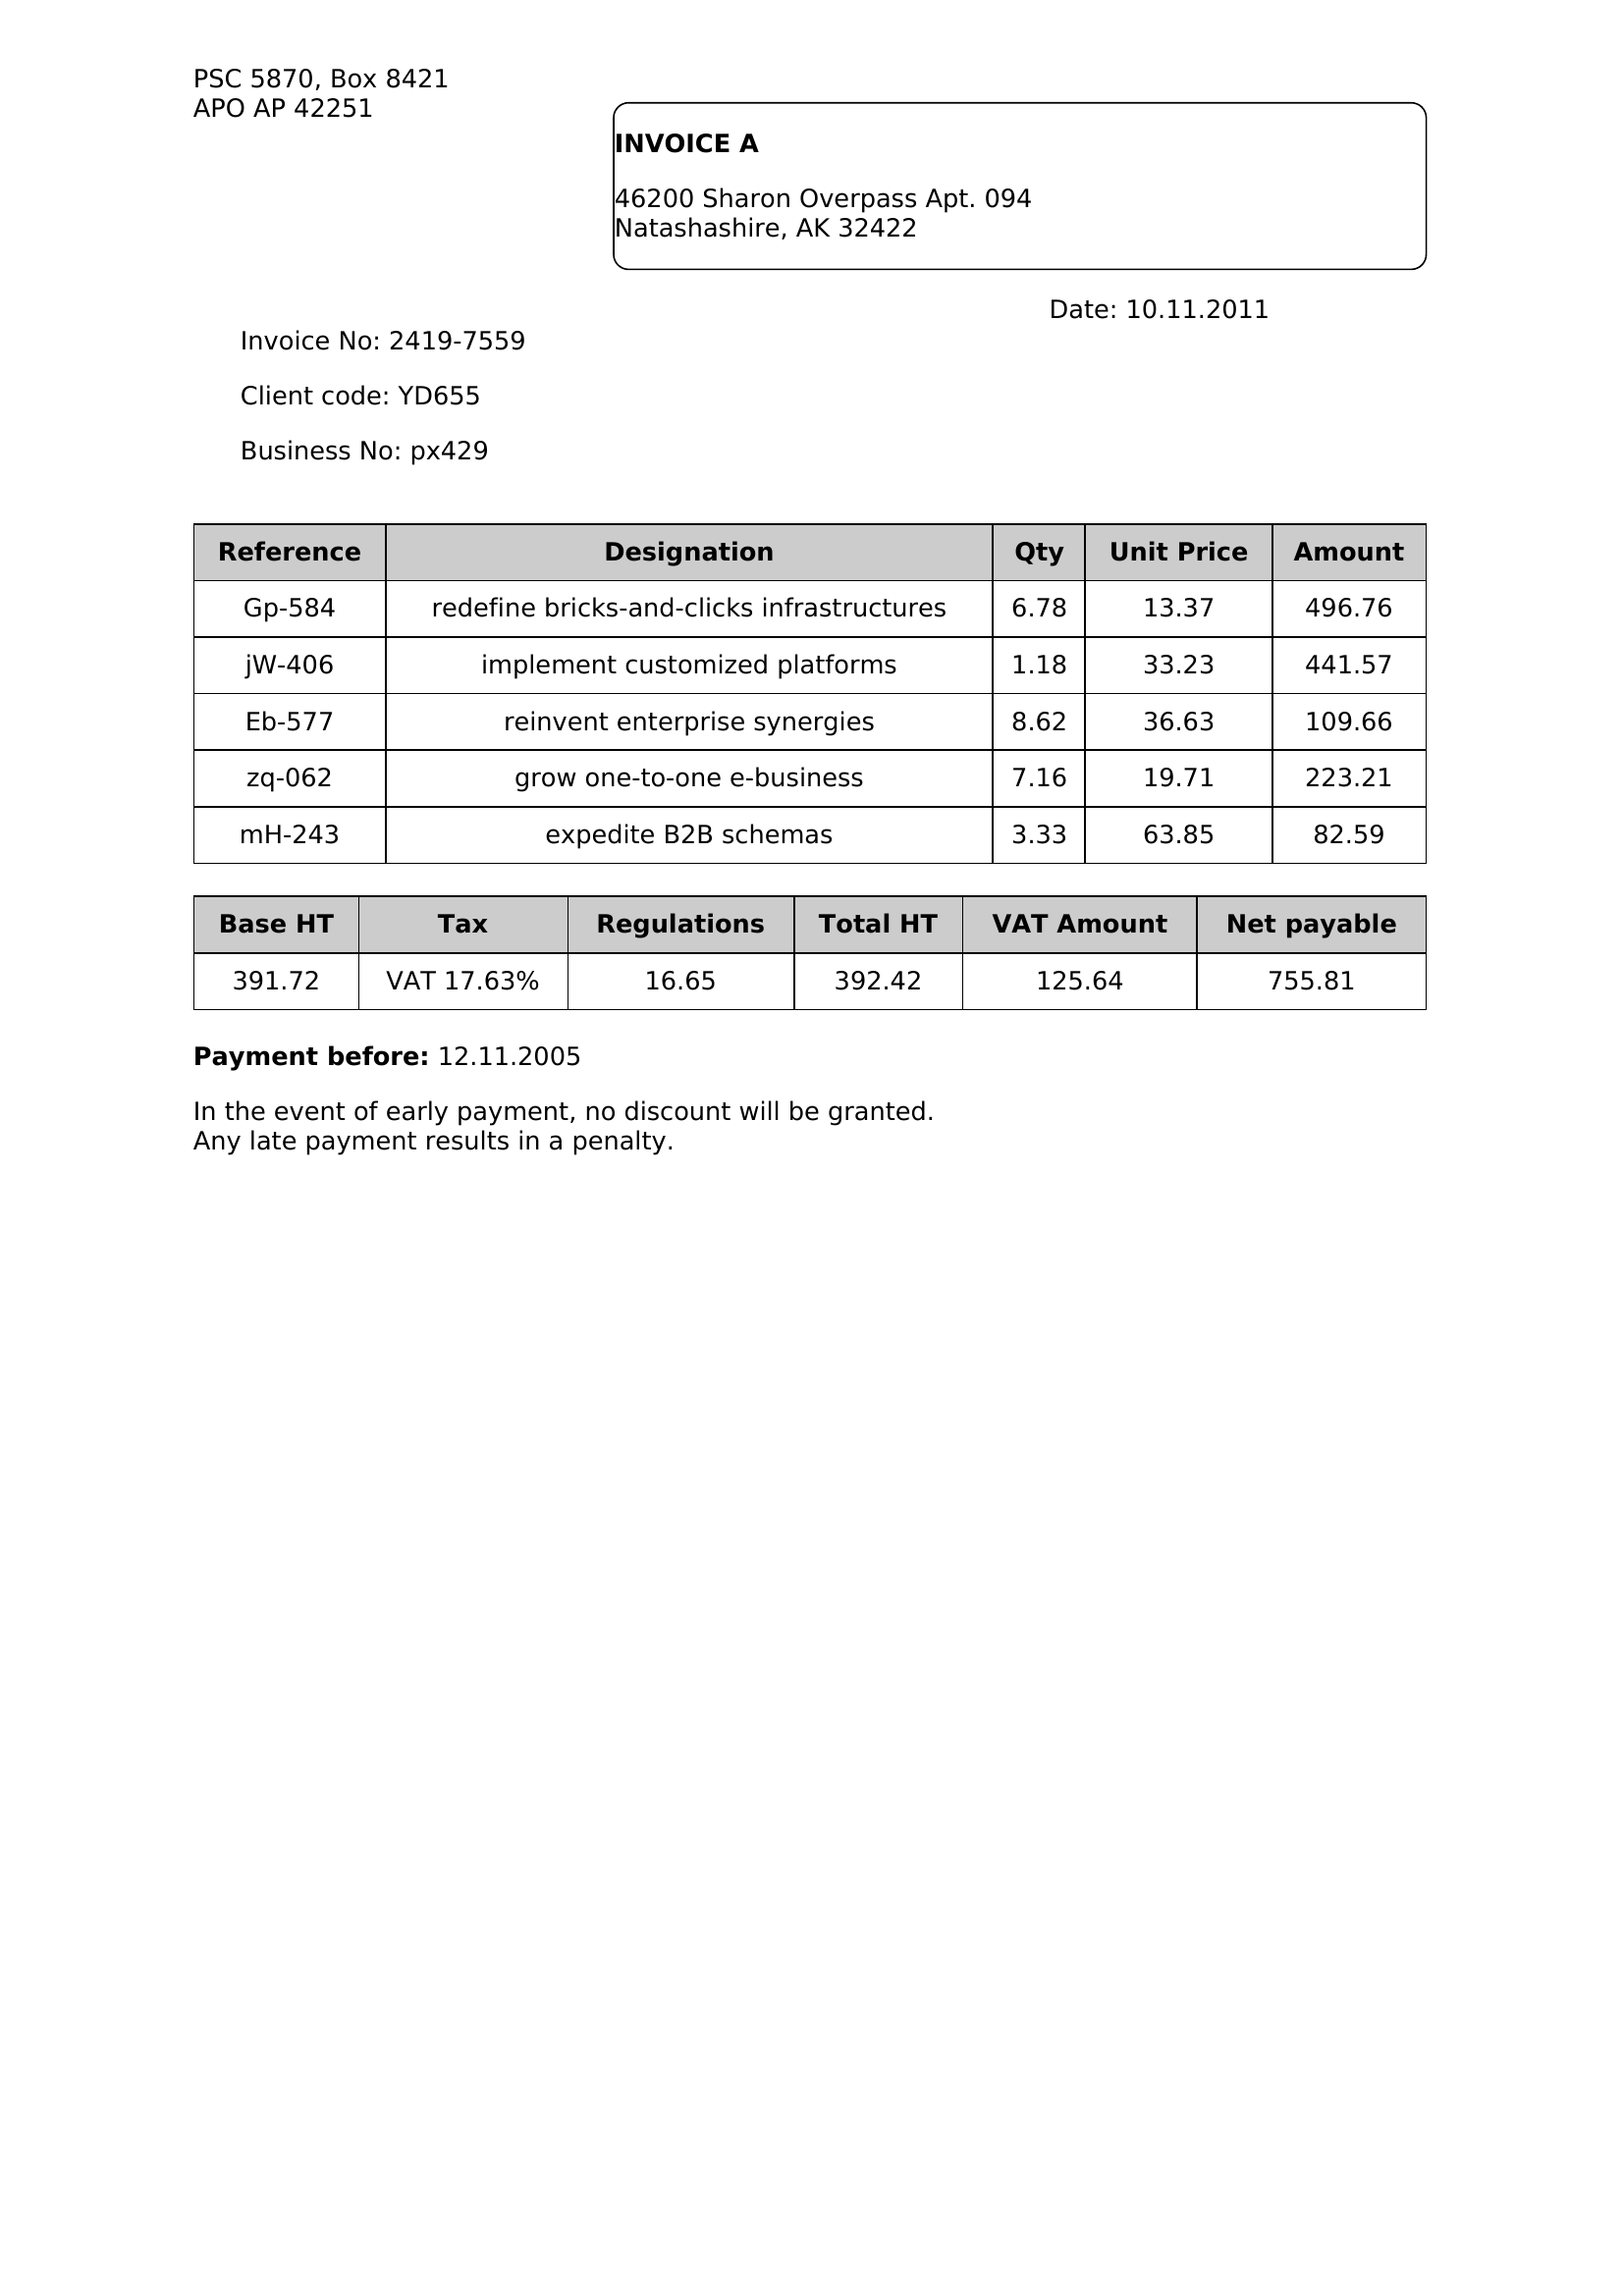 PSC 5870, Box 8421
APO AP 42251
INVOICE A
46200 Sharon Overpass Apt. 094
Natashashire, AK 32422
Date: 10.11.2011
Invoice No: 2419-7559
Client code: YD655
Business No: px429
Reference Designation Qty Unit Price Amount
Gp-584 redefine bricks-and-clicks infrastructures 6.78 13.37 496.76
jW-406 implement customized platforms 1.18 33.23 441.57
Eb-577 reinvent enterprise synergies 8.62 36.63 109.66
zq-062 grow one-to-one e-business 7.16 19.71 223.21
mH-243 expedite B2B schemas 3.33 63.85 82.59
Base HT Tax Regulations Total HT VAT Amount Net payable
391.72 VAT 17.63% 16.65 392.42 125.64 755.81
Payment before: 12.11.2005
In the event of early payment, no discount will be granted.
Any late payment results in a penalty.